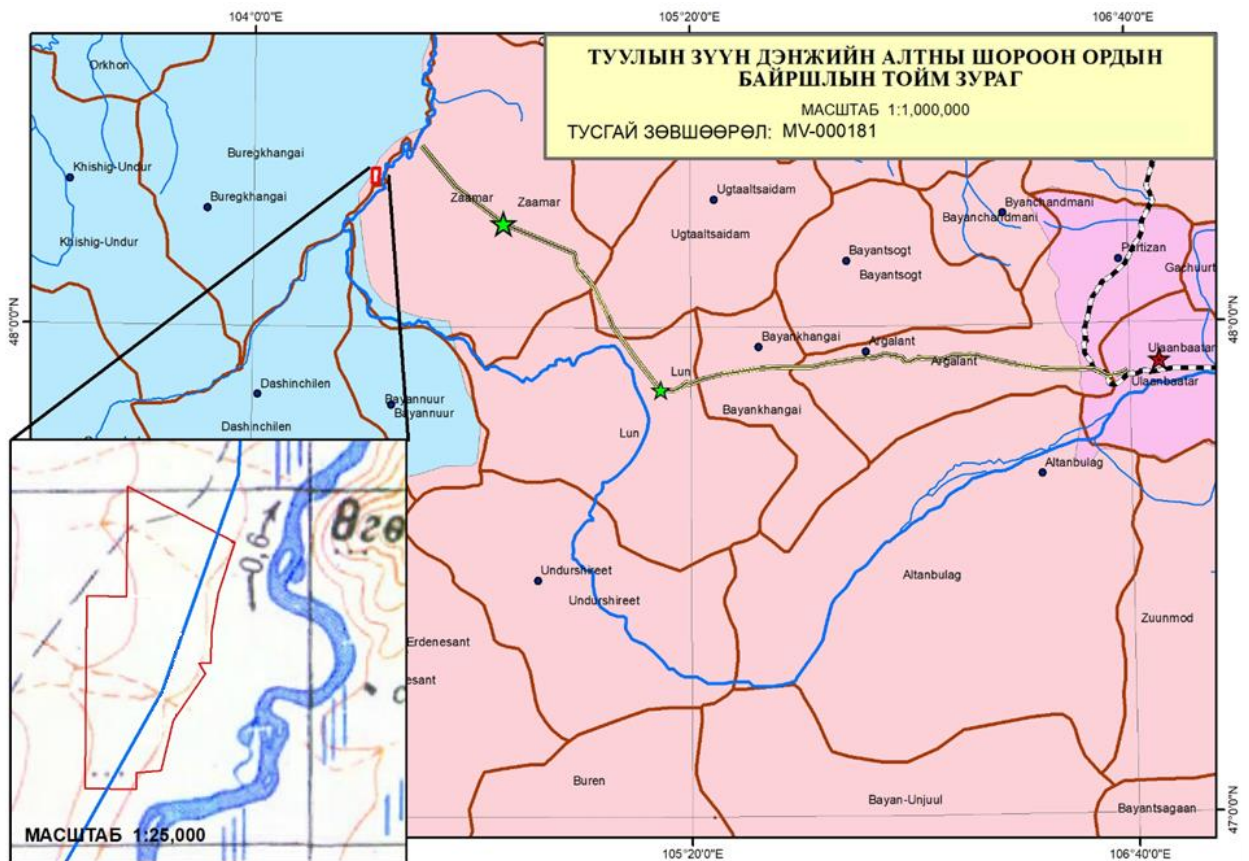 104°0'0"E
105°20'0"E
106°40'0"E
ТУУЛЫН ЗҮҮН ДЭНЖИЙН АЛТНЫ ШОРООН ОРДЫН
БАЙРШЛЫН ТОЙМ ЗУРАГ
МАСШТАБ 1:1,000,000
ТУСГАЙ ЗӨВШӨӨРӨЛ: MV-000181
Orkhon
Buregkhangai
Khishig-Undur
Buregkhangai
Khishig-Undur
Zaamar
Zaamar
Ugtaaltsaidam
Ugtaaltsaidam
Byanchandmani
Bayanchandmani
Bayantsogt
Bayantsogt
Partizan
Gachuurt
48°0'0"N
48°0'0"N
Bayankhangai
Argalant
Argalant
Ulaanbaatar
Ulaanbaatar
Lun
Bayankhangai
Dashinchilen
Dashinchilen
Bayannuur
Bayannuur
Lun
Altanbulag
Altanbulag
Undurshireet
Undurshireet
Zuunmod
Erdenesant
esant
Buren
Bayan-Unjuul
Bayantsagaan
0,6
Өгө
МАСШТАБ 1:25,000
47°0'0"N
105°20'0"E
106°40'0"E